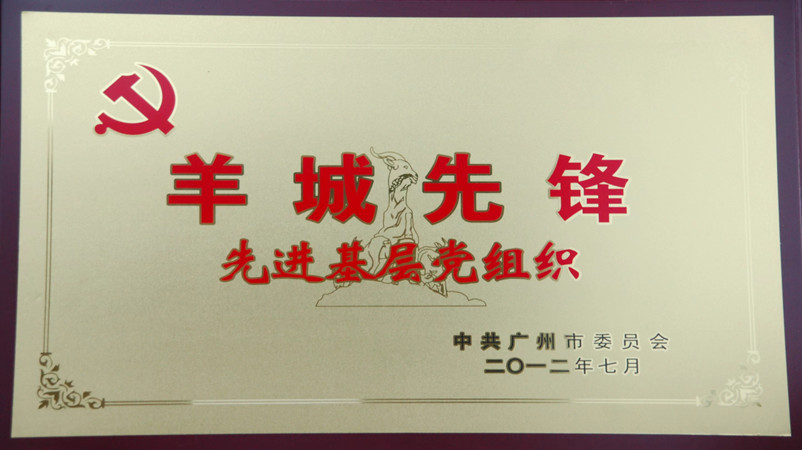 羊城先锋
先进基层党组织
中共广州市委员会
二〇一二年七月